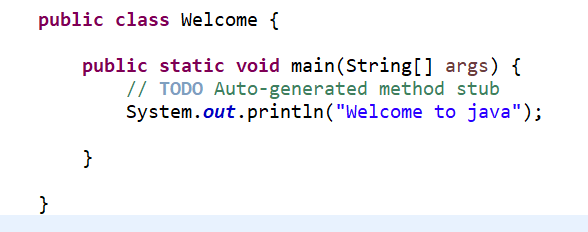 public class Welcome {
public static void main(String[] args) {
// TODO Auto-generated method stub
System.out.println("Welcome to java");
}
}